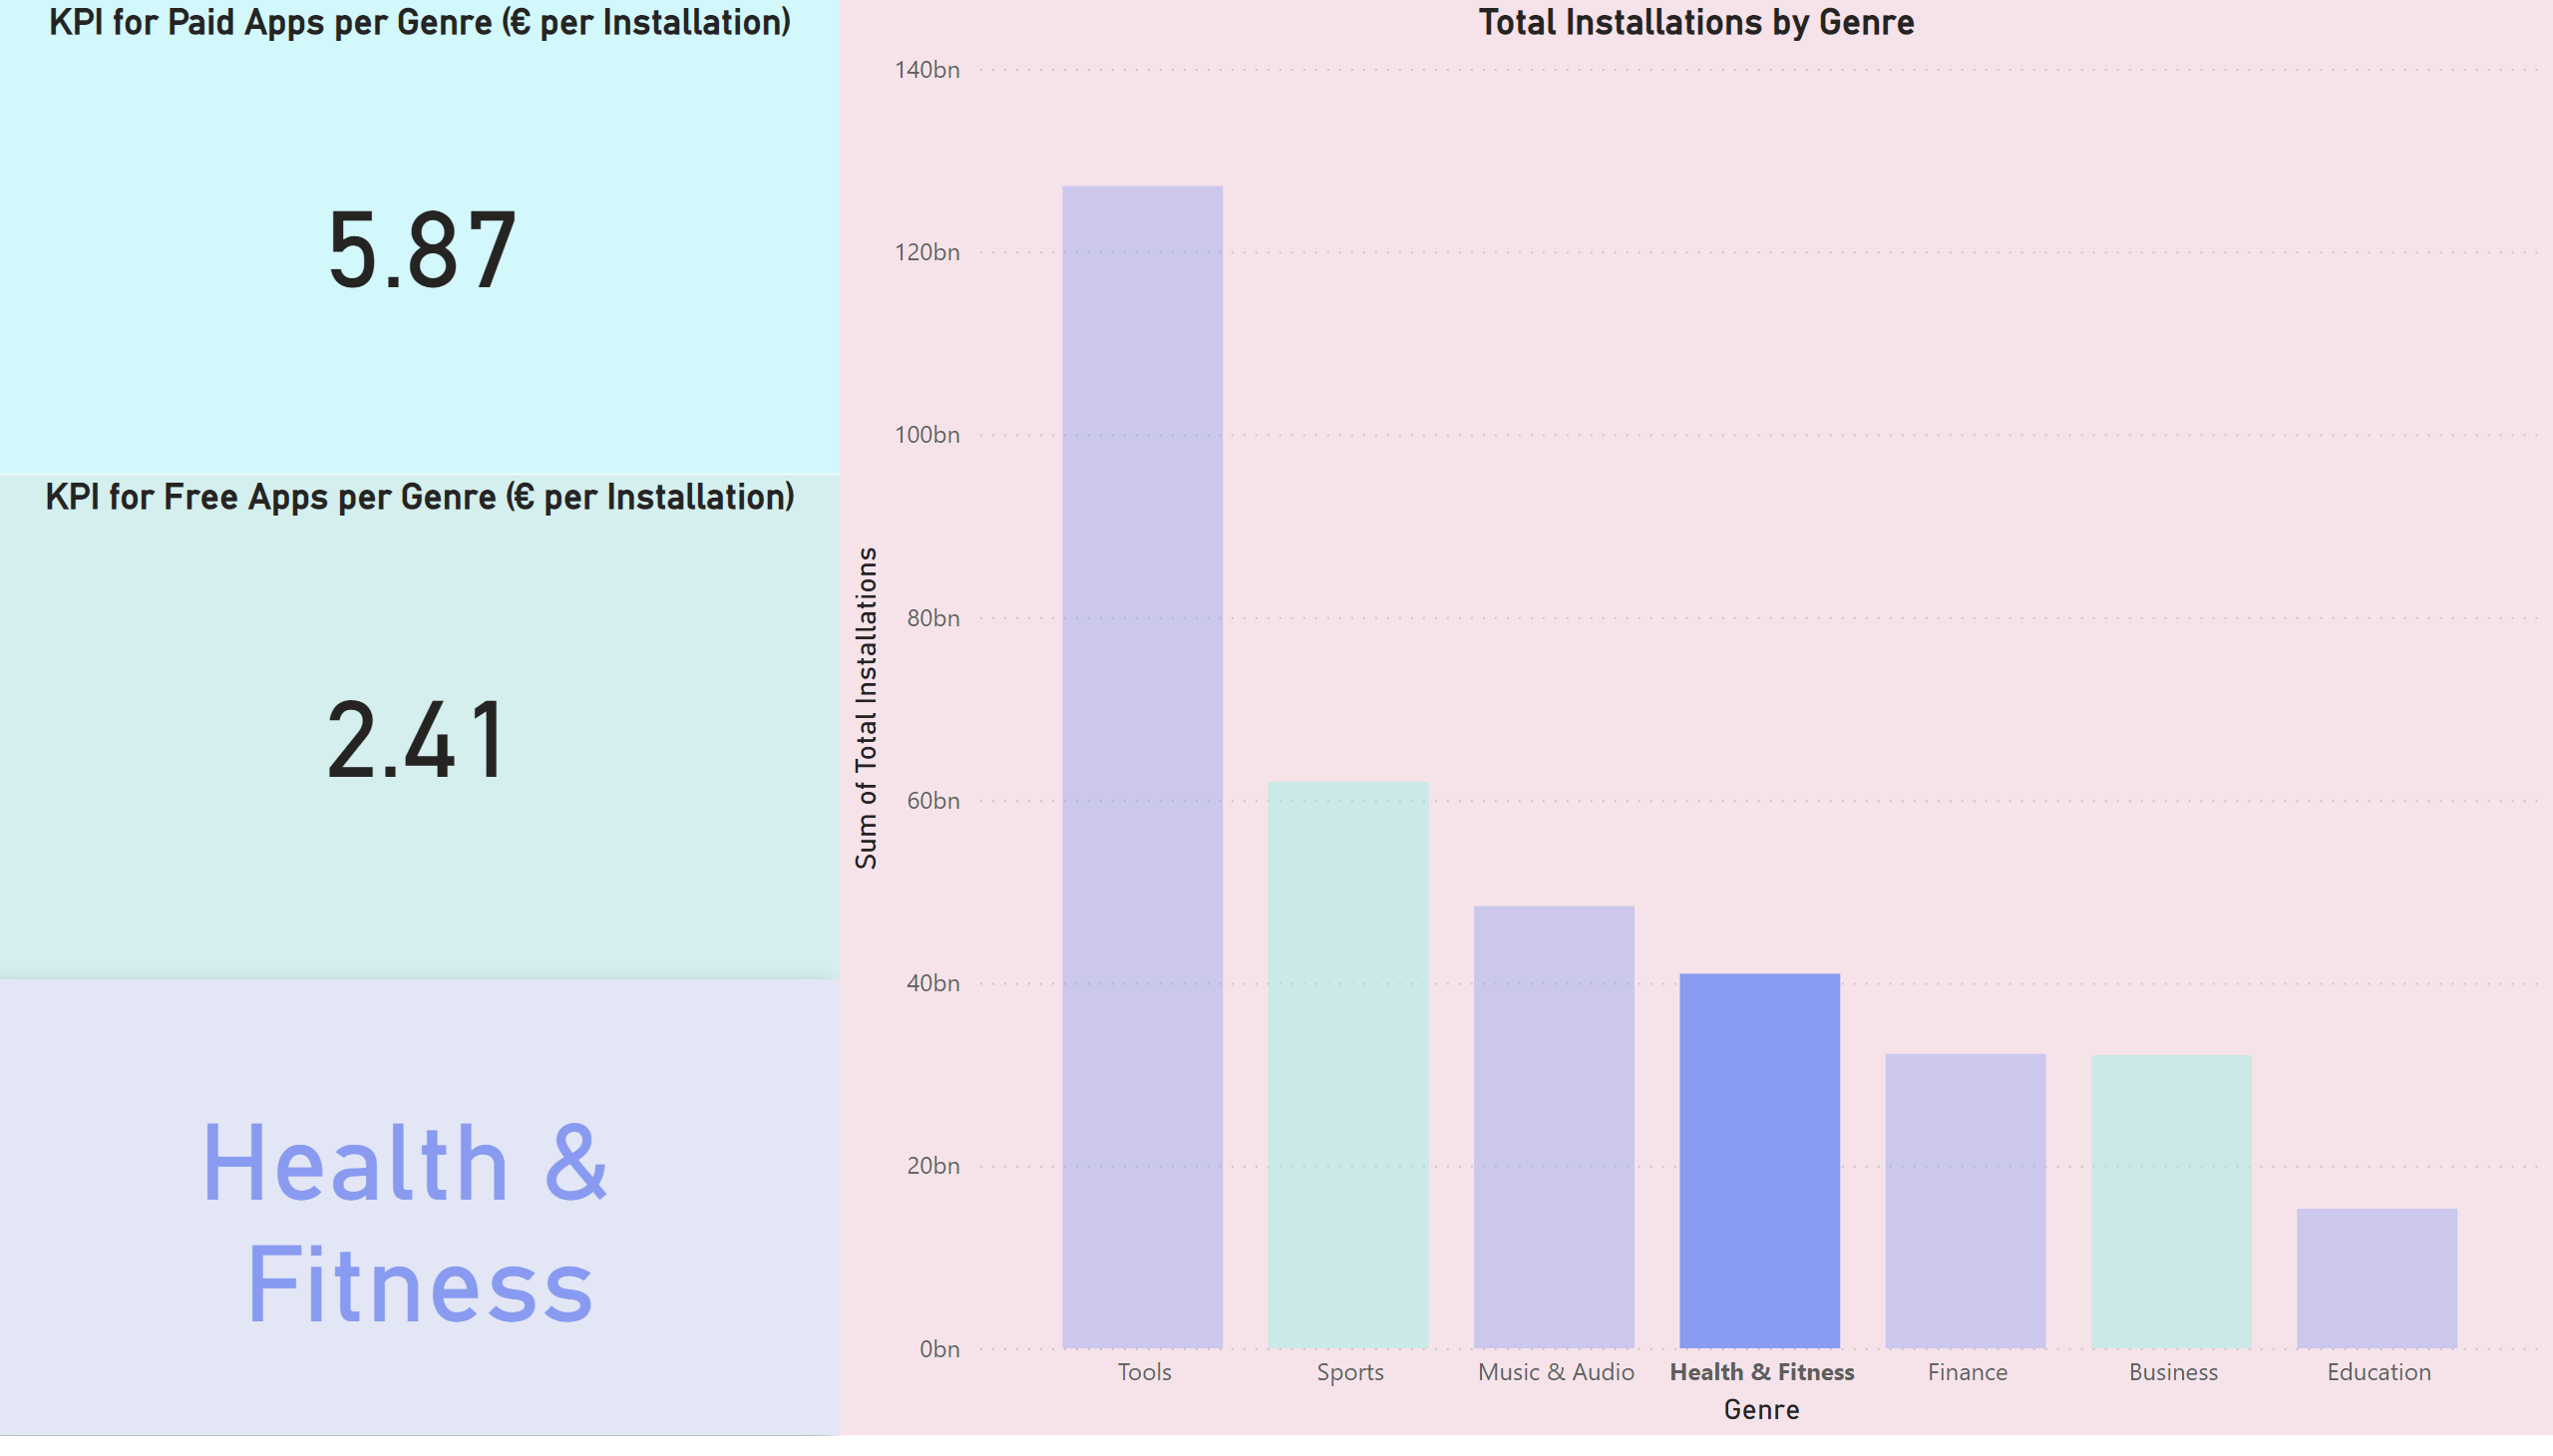 KPI for Paid Apps per Genre (€ per Installation)
5.87
KPI for Free Apps per Genre (€ per Installation)
2.41
Health &
Fitness
Total Installations by Genre
Sum of Total Installations
140bn
120bn
100bn
80bn
60bn
40bn
20bn
0bn
Tools
Sports
Music & Audio
Health & Fitness
Finance
Business
Education
Genre